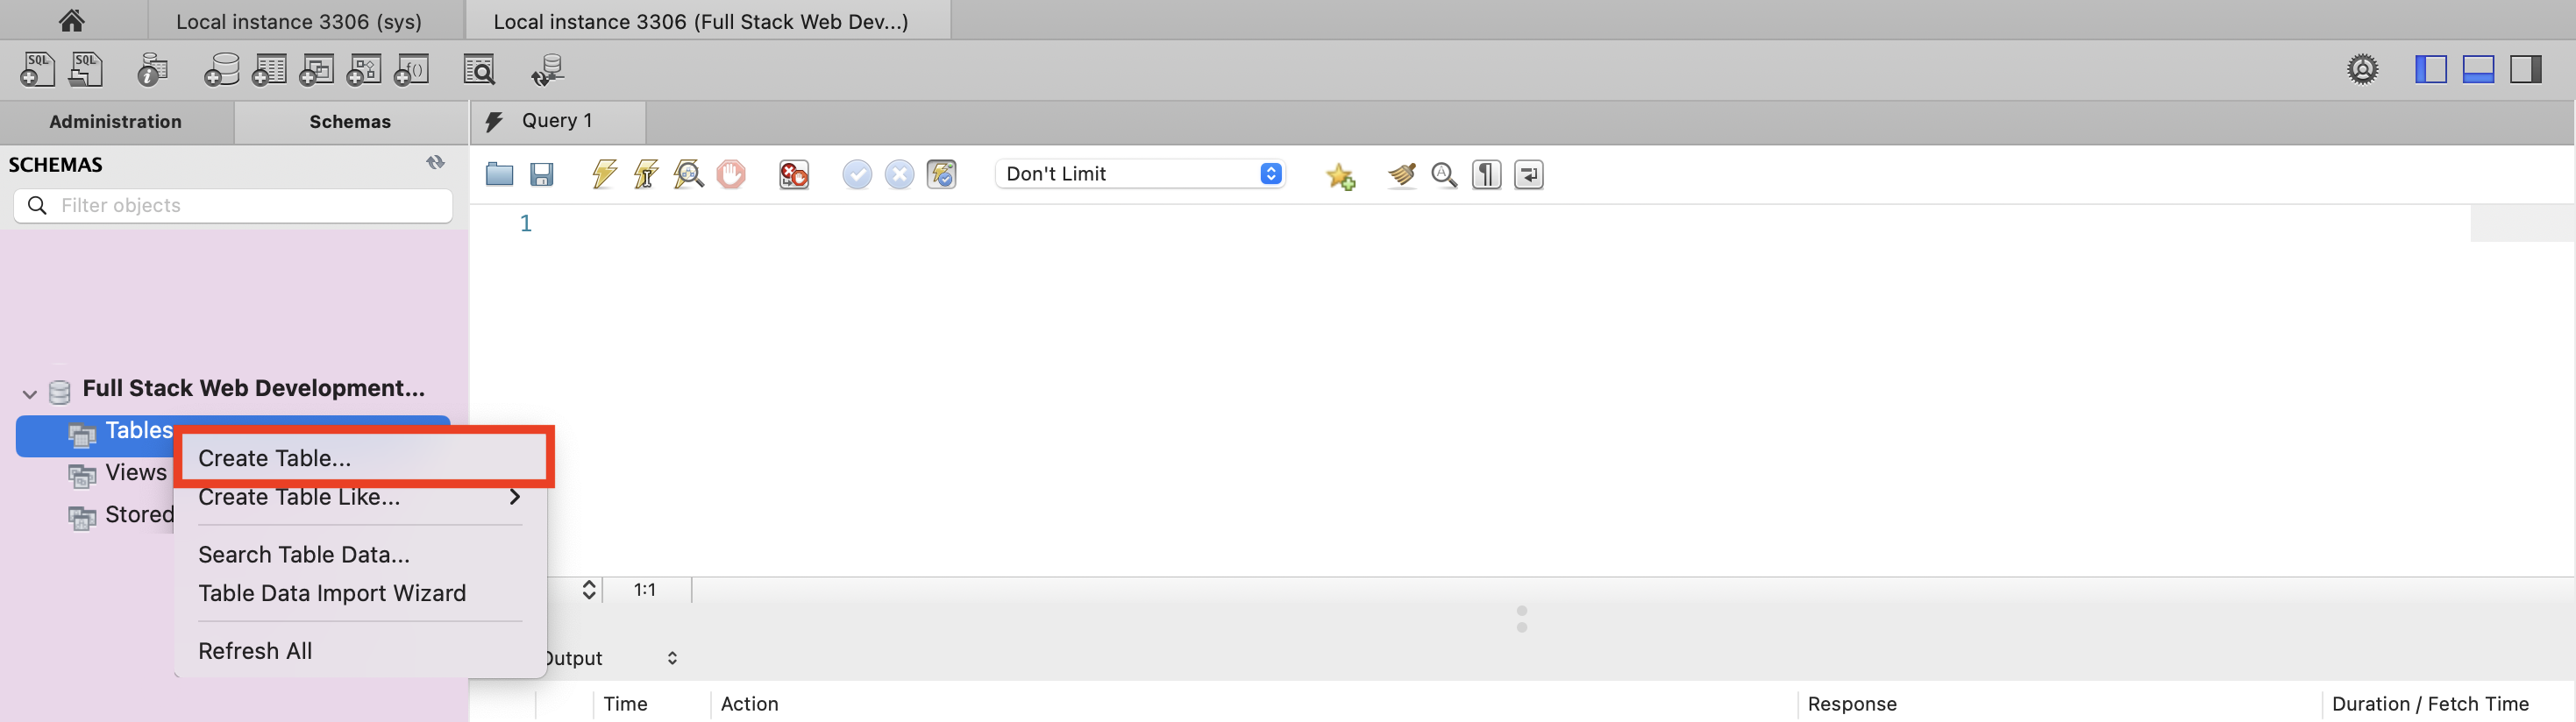 Local instance 3306 (sys)
Local instance 3306 (Full Stack Web Dev...)
SQL
SQL
Administration
Schemas
Query 1
SCHEMAS
Don't Limit
Filter objects
1
Full Stack Web Development...
Tables
Create Table...
Views
Create Table Like...
Stored
Search Table Data...
Table Data Import Wizard
1:1
Refresh All
Output
Time
Action
Response
Duration / Fetch Time